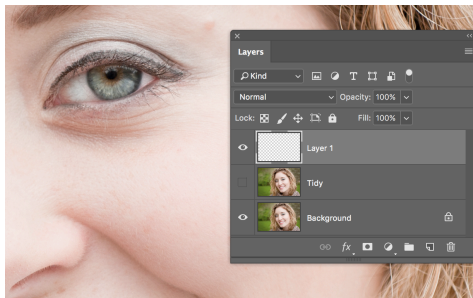 Layers
Kind T
Normal Opacity: 100%
Lock: Fill: 100%
Layer 1
Tidy
Background
fx